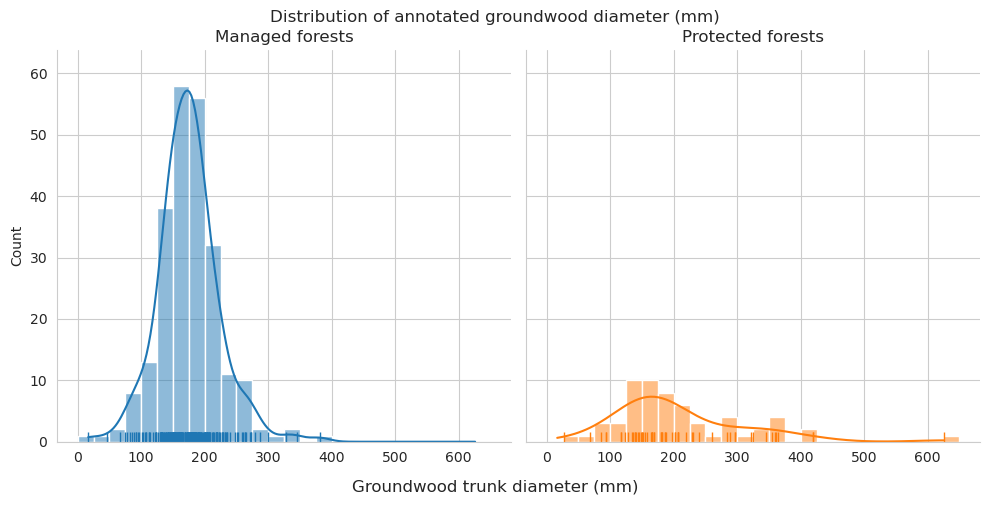 Distribution of annotated groundwood diameter (mm)
Managed forests
Protected forests
60
50
40
30
20
10
0
Count
0 100 200 300 400 500 600
0 100 200 300 400 500 600
Groundwood trunk diameter (mm)